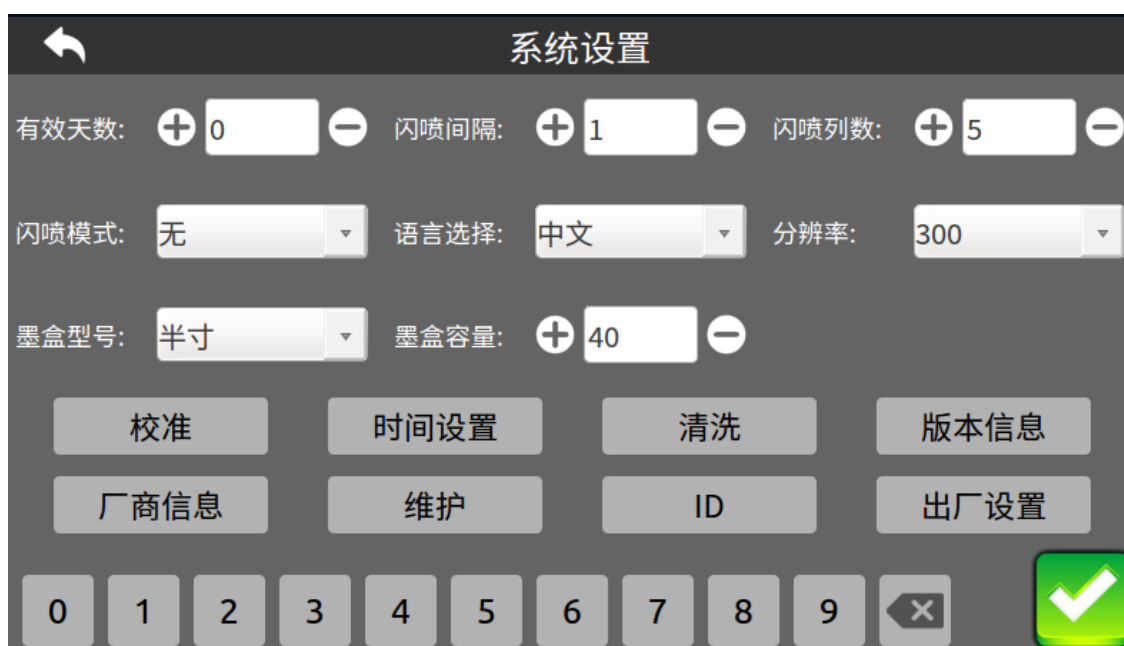 系统设置
有效天数: 0 闪喷间隔: 1 闪喷列数: 5
闪喷模式: 无 语言选择: 中文 分辨率: 300
墨盒型号: 半寸 墨盒容量: 40
校准 时间设置 清洗 版本信息
厂商信息 维护 ID 出厂设置
0 1 2 3 4 5 6 7 8 9